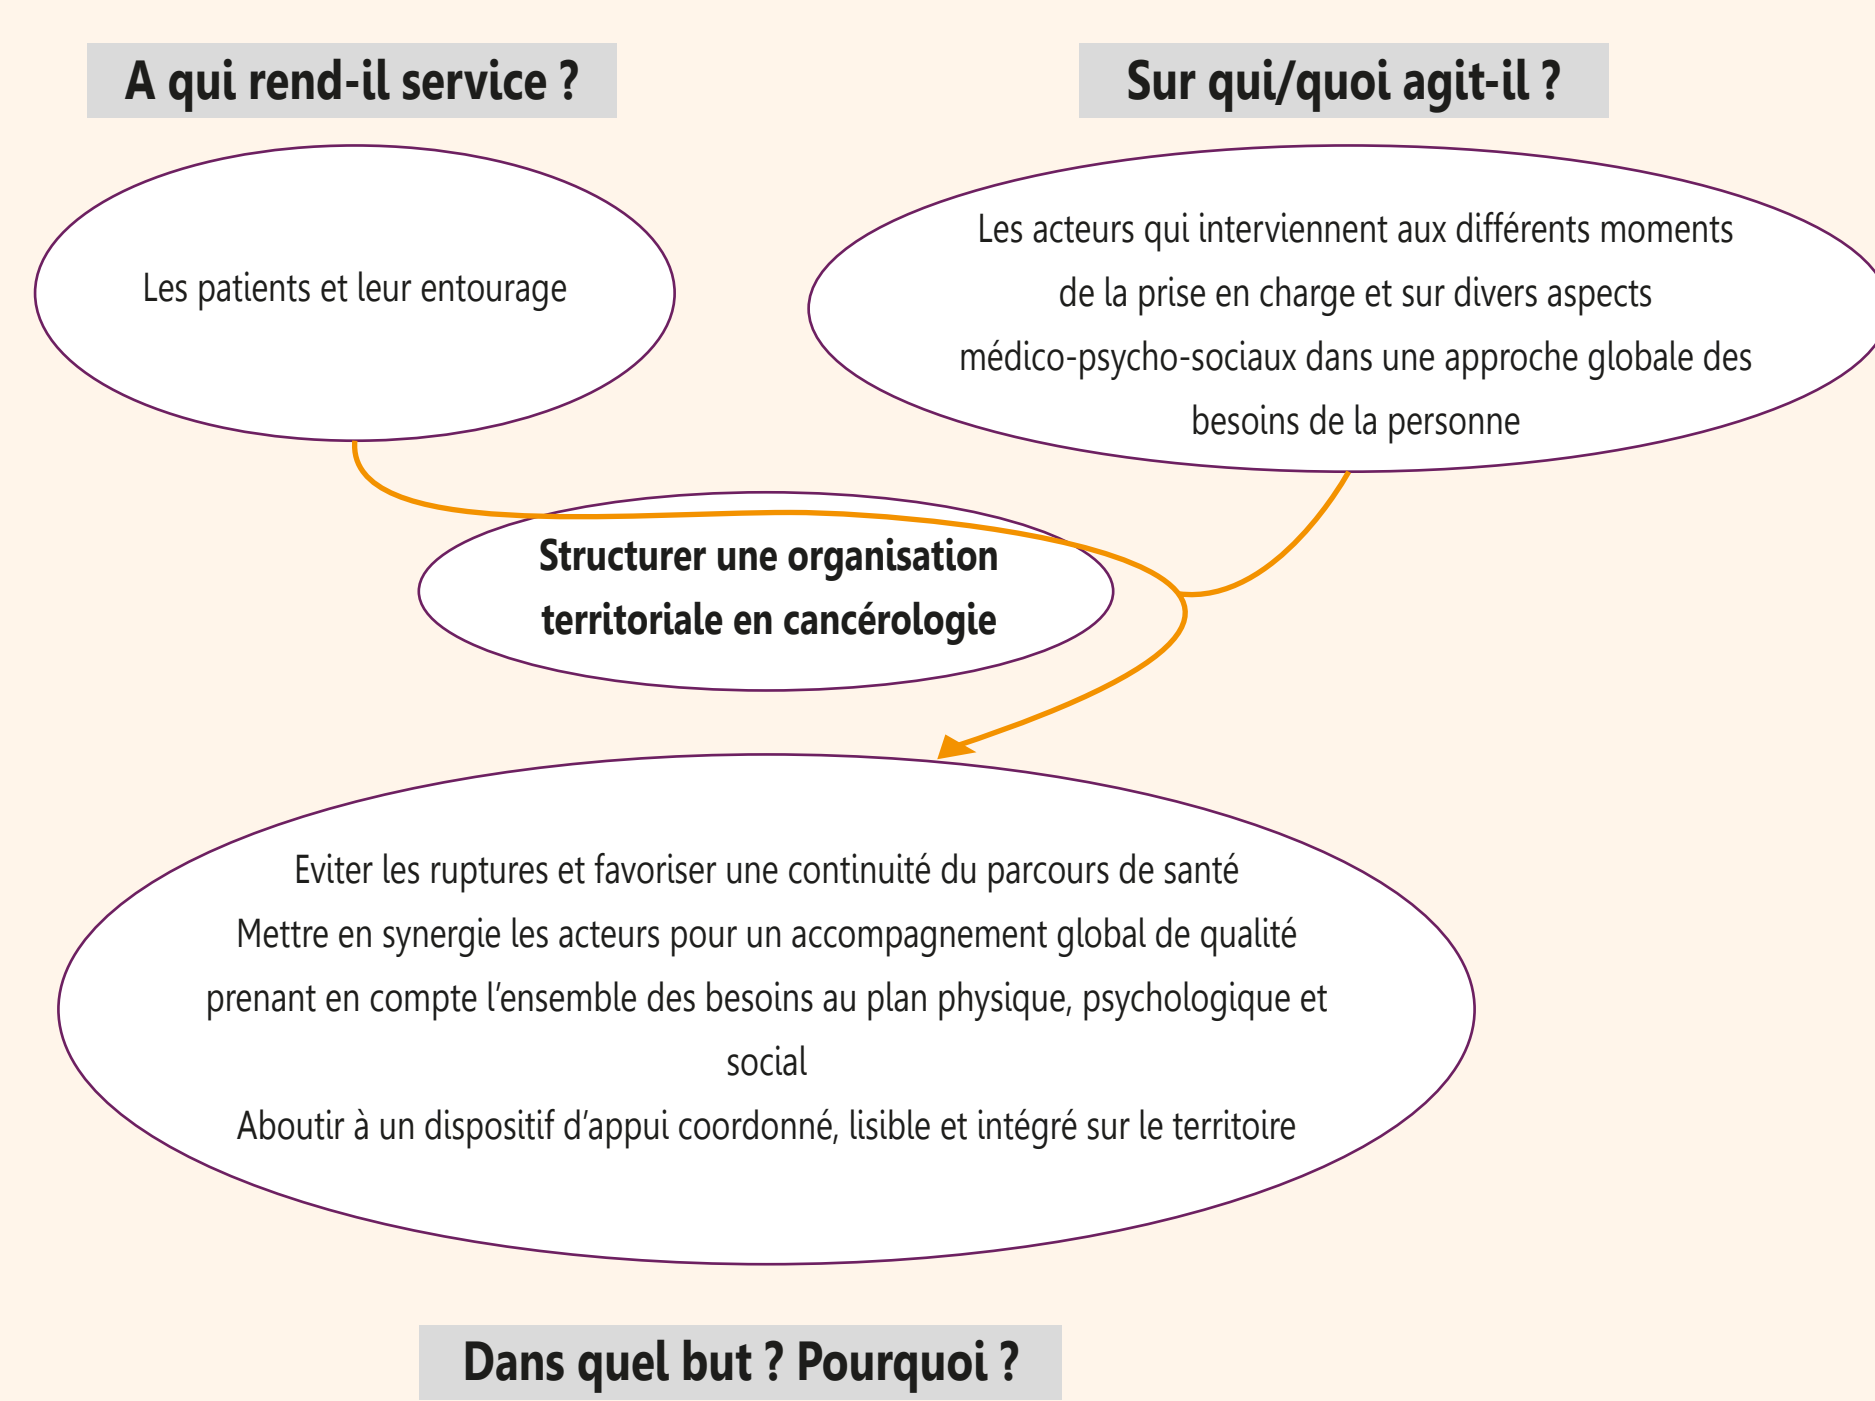 A qui rend-il service ?
Sur qui/quoi agit-il ?
Les patients et leur entourage
Les acteurs qui interviennent aux différents moments
de la prise en charge et sur divers aspects
médico-psycho-sociaux dans une approche globale des
besoins de la personne
Structurer une organisation
territoriale en cancérologie
Eviter les ruptures et favoriser une continuité du parcours de santé
Mettre en synergie les acteurs pour un accompagnement global de qualité
prenant en compte l’ensemble des besoins au plan physique, psychologique et
social
Aboutir à un dispositif d’appui coordonné, lisible et intégré sur le territoire
Dans quel but ? Pourquoi ?